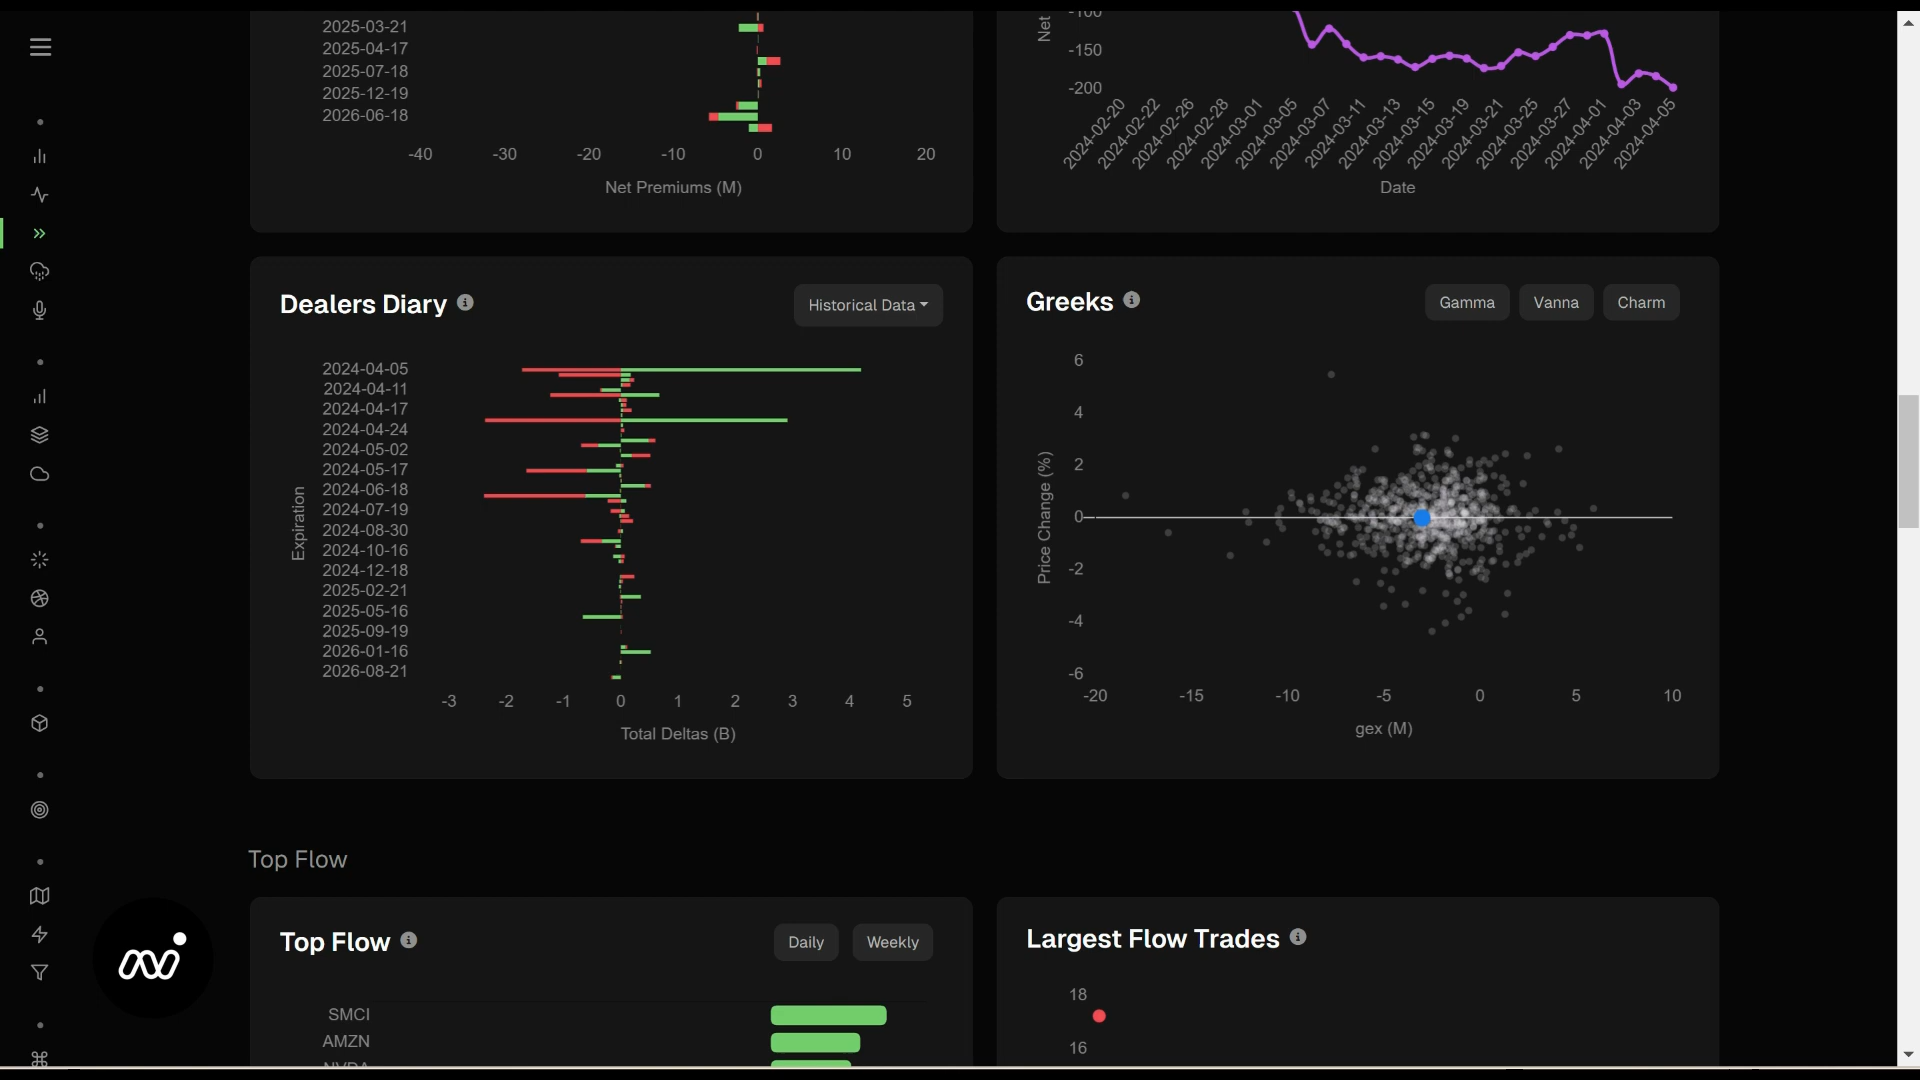 2025-03-21
2025-04-17
2025-07-18
2025-12-19
2026-06-18
-40 -30 -20 -10 0 10 20
Net Premiums (M)
Net
-100
-150
-200
2024-02-20 2024-02-22 2024-02-26 2024-02-28 2024-03-01 2024-03-05 2024-03-07 2024-03-11 2024-03-13 2024-03-15 2024-03-19 2024-03-21 2024-03-25 2024-03-27 2024-04-01 2024-04-03 2024-04-05
Date
Dealers Diary
Historical Data
Expiration
2024-04-05
2024-04-11
2024-04-17
2024-04-24
2024-05-02
2024-05-17
2024-06-18
2024-07-19
2024-08-30
2024-10-16
2024-12-18
2025-02-21
2025-05-16
2025-09-19
2026-01-16
2026-08-21
-3 -2 -1 0 1 2 3 4 5
Total Deltas (B)
Greeks
Gamma Vanna Charm
Price Change (%)
6
4
2
0
-2
-4
-6
-20 -15 -10 -5 0 5 10
gex (M)
Top Flow
Top Flow
Daily Weekly
SMCI
AMZN
NVDA
Largest Flow Trades
18
16